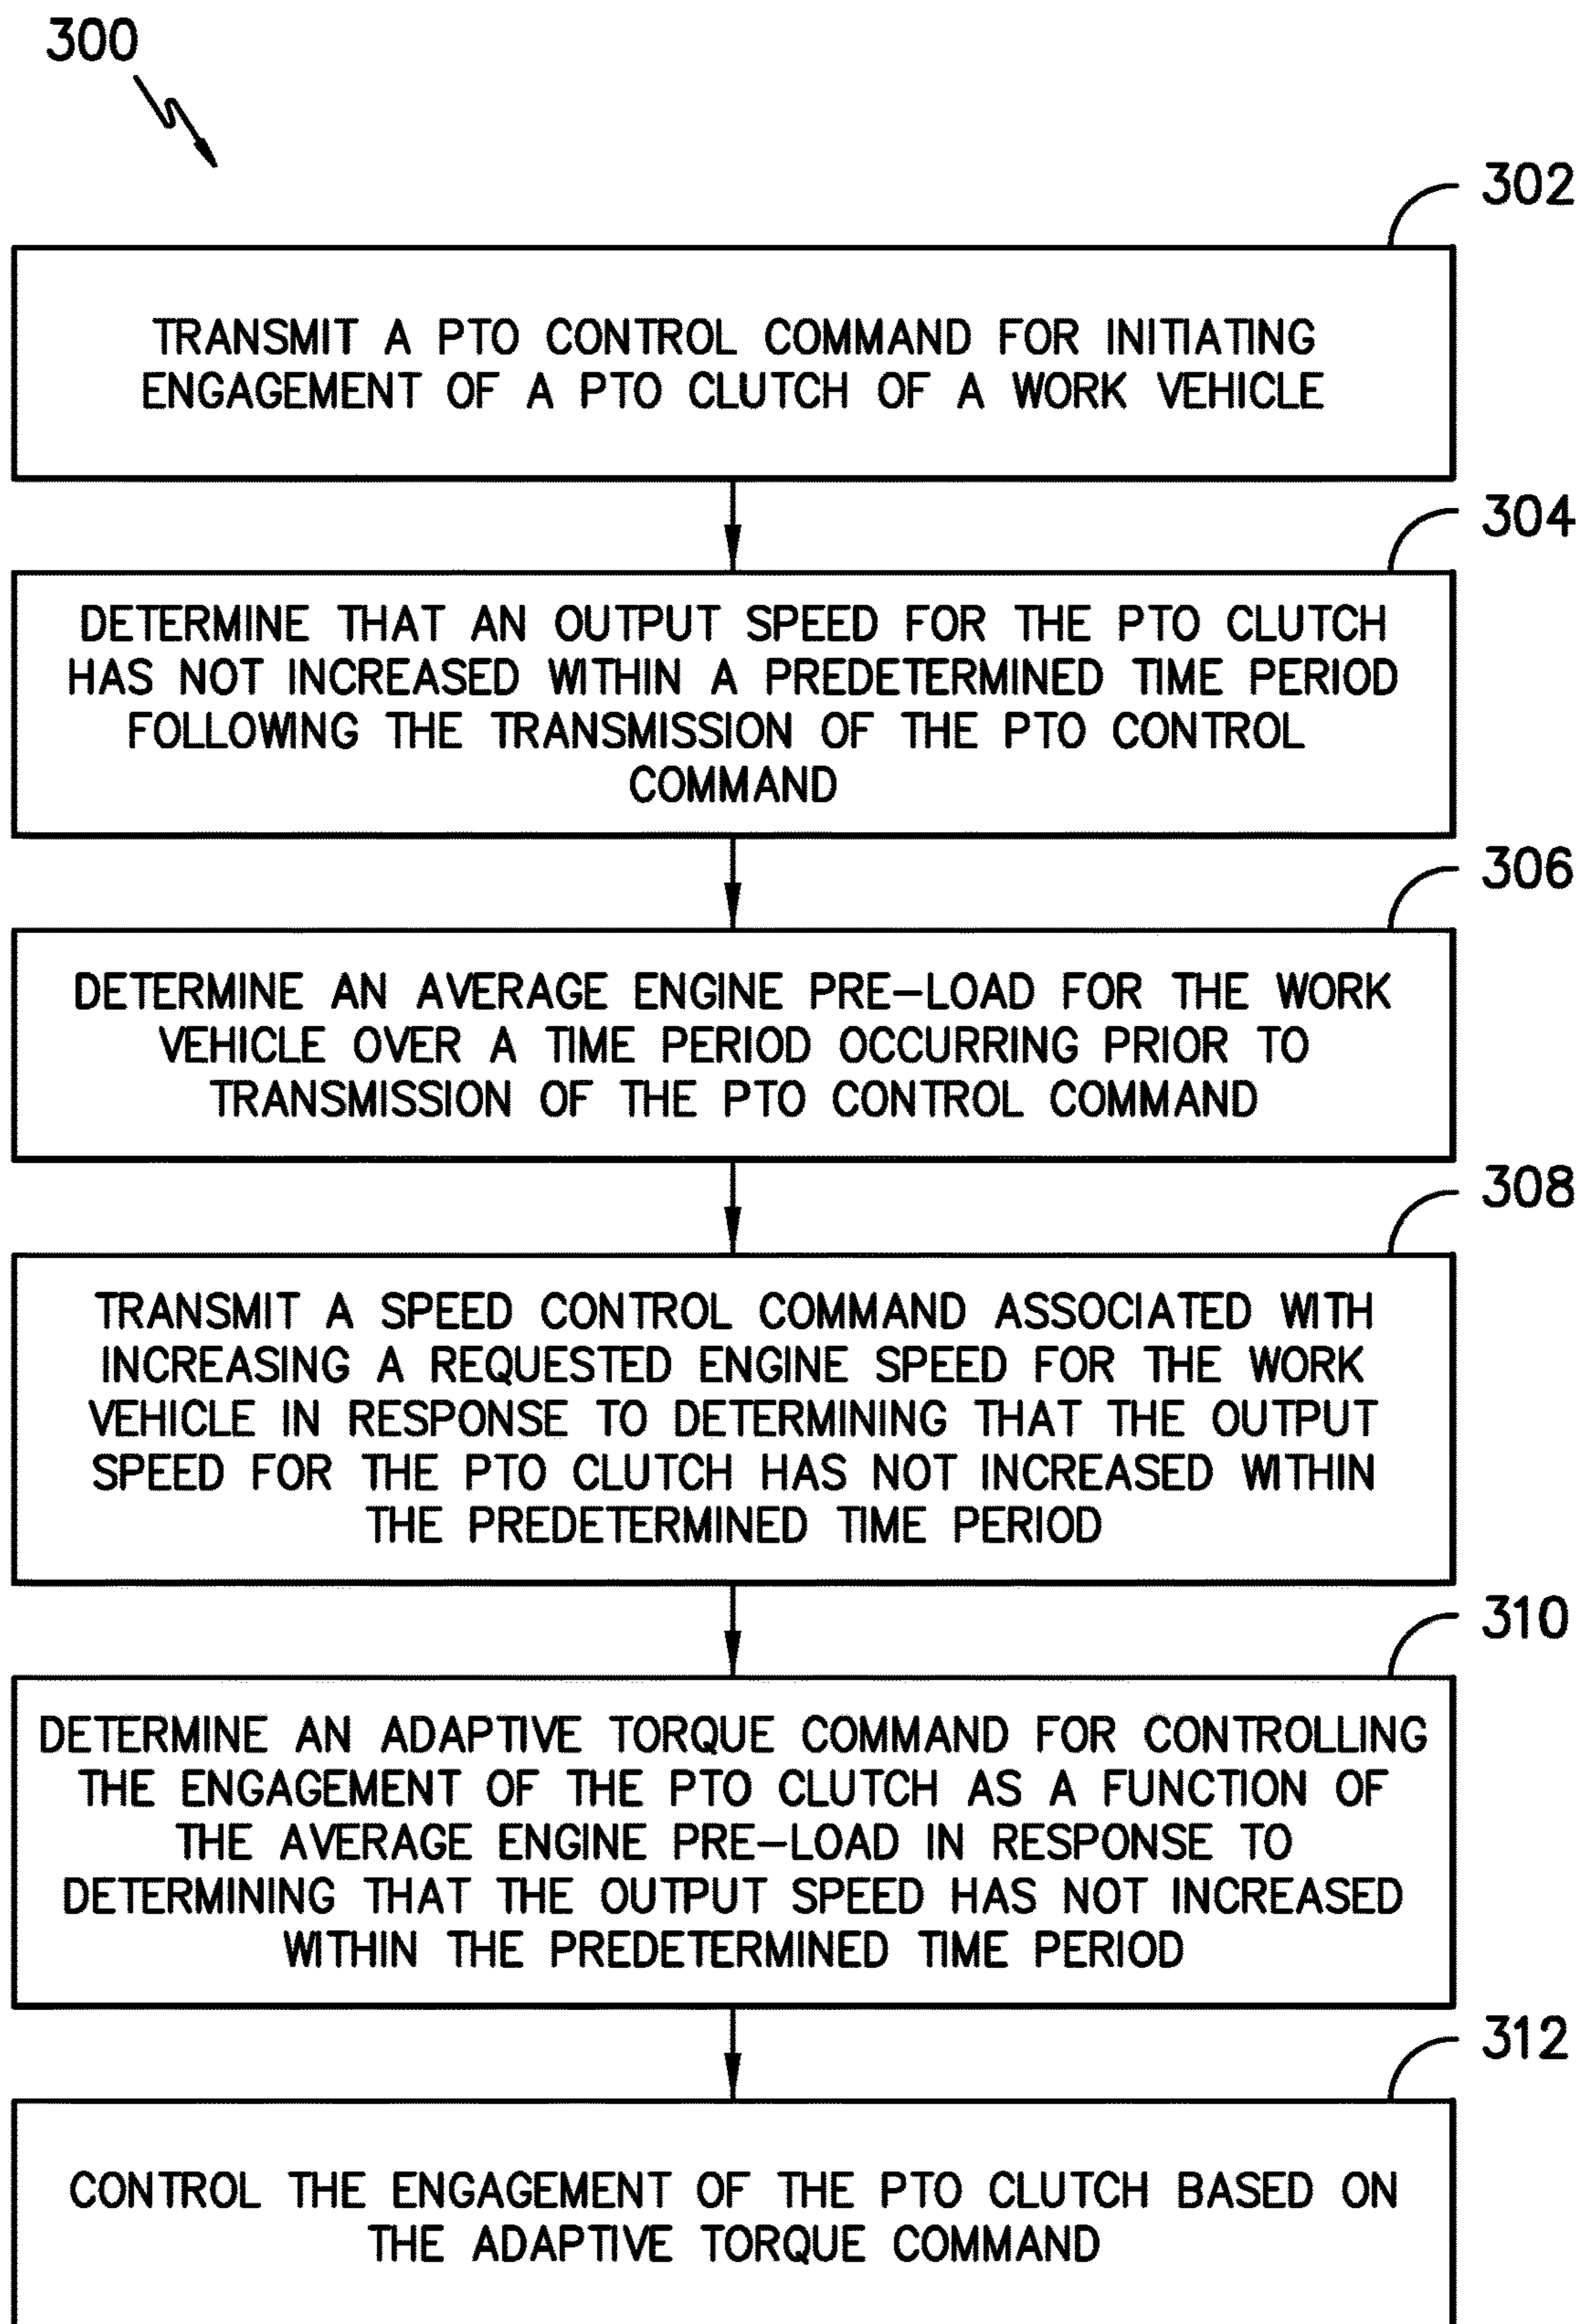 300
302
TRANSMIT A PTO CONTROL COMMAND FOR INITIATING
ENGAGEMENT OF A PTO CLUTCH OF A WORK VEHICLE
304
DETERMINE THAT AN OUTPUT SPEED FOR THE PTO CLUTCH
HAS NOT INCREASED WITHIN A PREDETERMINED TIME PERIOD
FOLLOWING THE TRANSMISSION OF THE PTO CONTROL
COMMAND
306
DETERMINE AN AVERAGE ENGINE PRE-LOAD FOR THE WORK
VEHICLE OVER A TIME PERIOD OCCURRING PRIOR TO
TRANSMISSION OF THE PTO CONTROL COMMAND
308
TRANSMIT A SPEED CONTROL COMMAND ASSOCIATED WITH
INCREASING A REQUESTED ENGINE SPEED FOR THE WORK
VEHICLE IN RESPONSE TO DETERMINING THAT THE OUTPUT
SPEED FOR THE PTO CLUTCH HAS NOT INCREASED WITHIN
THE PREDETERMINED TIME PERIOD
310
DETERMINE AN ADAPTIVE TORQUE COMMAND FOR CONTROLLING
THE ENGAGEMENT OF THE PTO CLUTCH AS A FUNCTION OF
THE AVERAGE ENGINE PRE-LOAD IN RESPONSE TO
DETERMINING THAT THE OUTPUT SPEED HAS NOT INCREASED
WITHIN THE PREDETERMINED TIME PERIOD
312
CONTROL THE ENGAGEMENT OF THE PTO CLUTCH BASED ON
THE ADAPTIVE TORQUE COMMAND